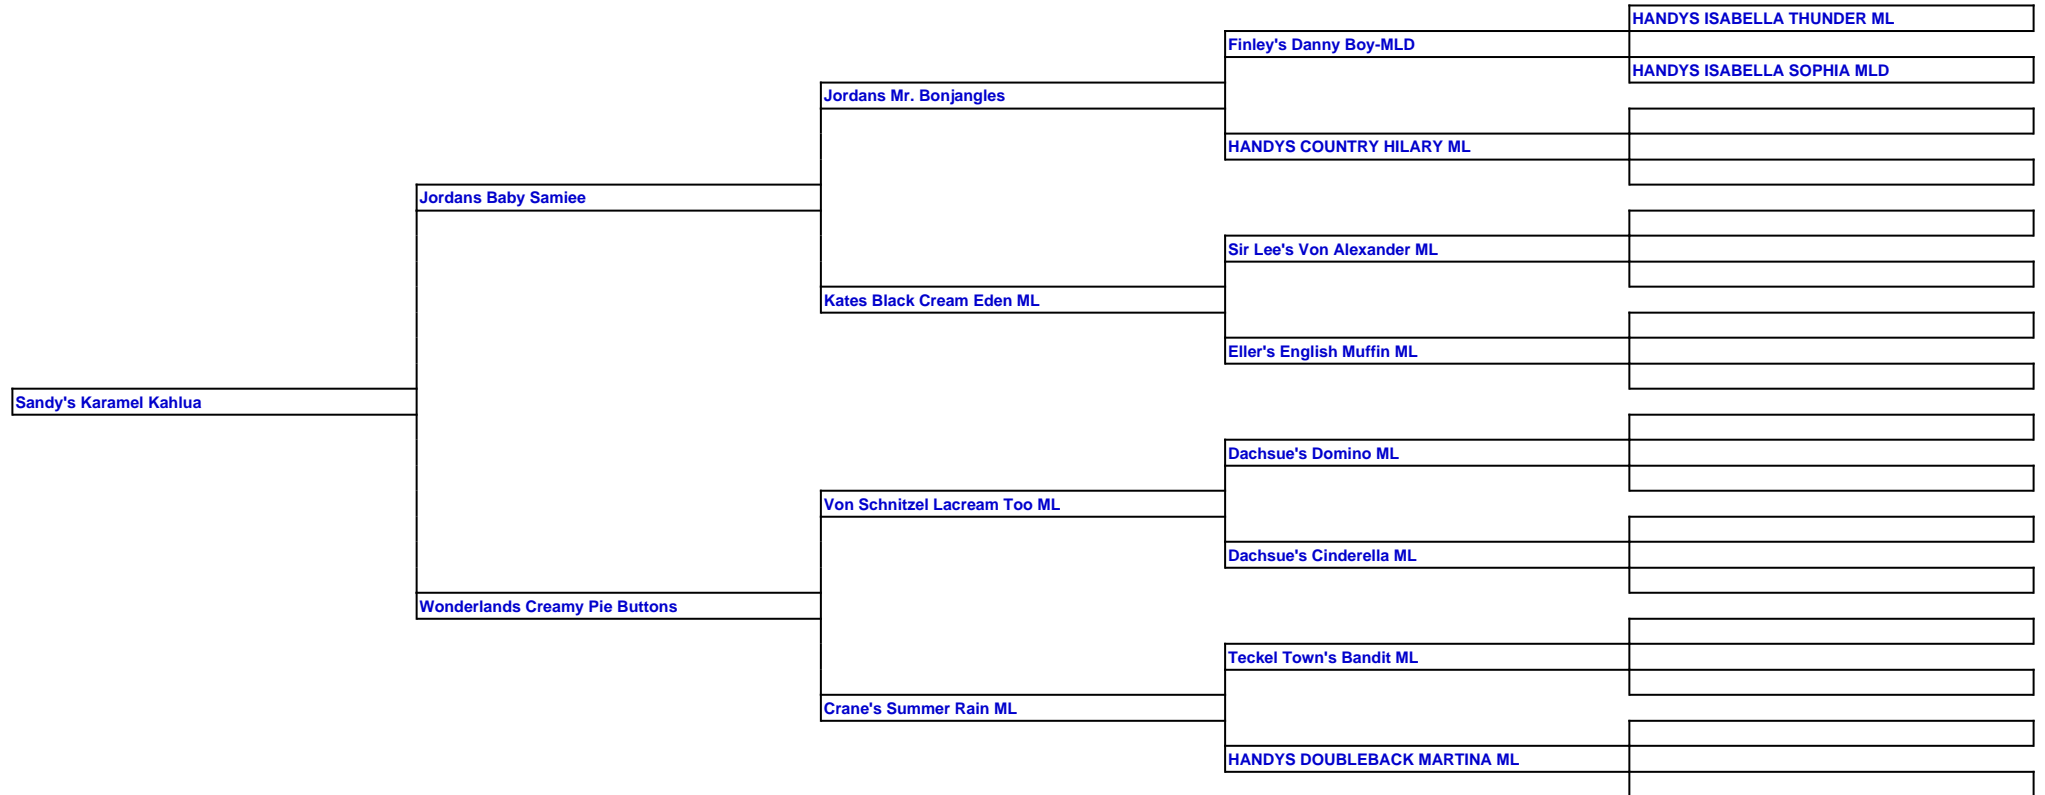 HANDYS ISABELLA THUNDER ML
Finley's Danny Boy-MLD
HANDYS ISABELLA SOPHIA MLD
Jordans Mr. Bonjangles
HANDYS COUNTRY HILARY ML
Jordans Baby Samiee
Sir Lee's Von Alexander ML
Kates Black Cream Eden ML
Eller's English Muffin ML
Sandy's Karamel Kahlua
Dachsue's Domino ML
Von Schnitzel Lacream Too ML
Dachsue's Cinderella ML
Wonderlands Creamy Pie Buttons
Teckel Town's Bandit ML
Crane's Summer Rain ML
HANDYS DOUBLEBACK MARTINA ML